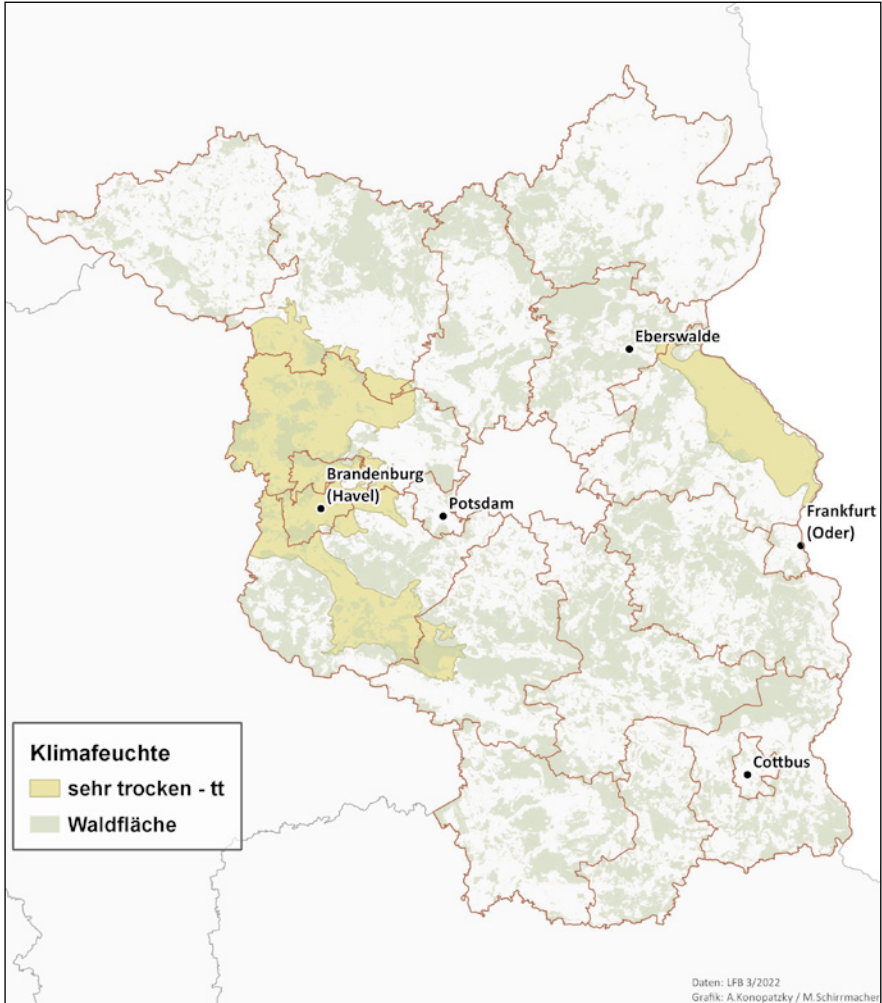 Eberswalde
Brandenburg
(Havel)
Potsdam
Frankfurt
(Oder)
Cottbus
Klimafeuchte
sehr trocken - tt
Waldfläche
Daten: LFB 3/2022
Grafik: A.Konopatzky / M.Schirrmacher